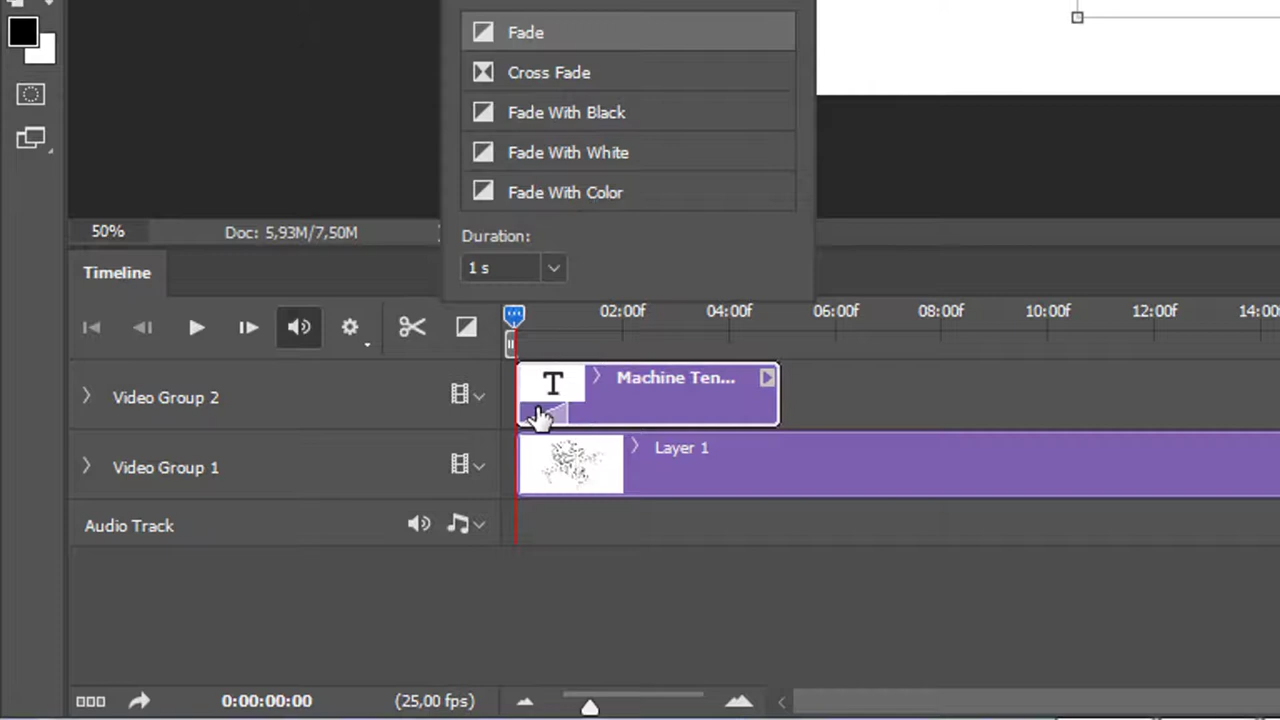 Fade
Cross Fade
Fade With Black
Fade With White
Fade With Color
50%
Doc: 5,93M/7,50M
Duration:
1 s
Timeline
02:00f 04:00f 06:00f 08:00f 10:00f 12:00f 14:00f
Video Group 2
T Machine Ten...
Video Group 1
Layer 1
Audio Track
0:00:00:00 (25,00 fps)